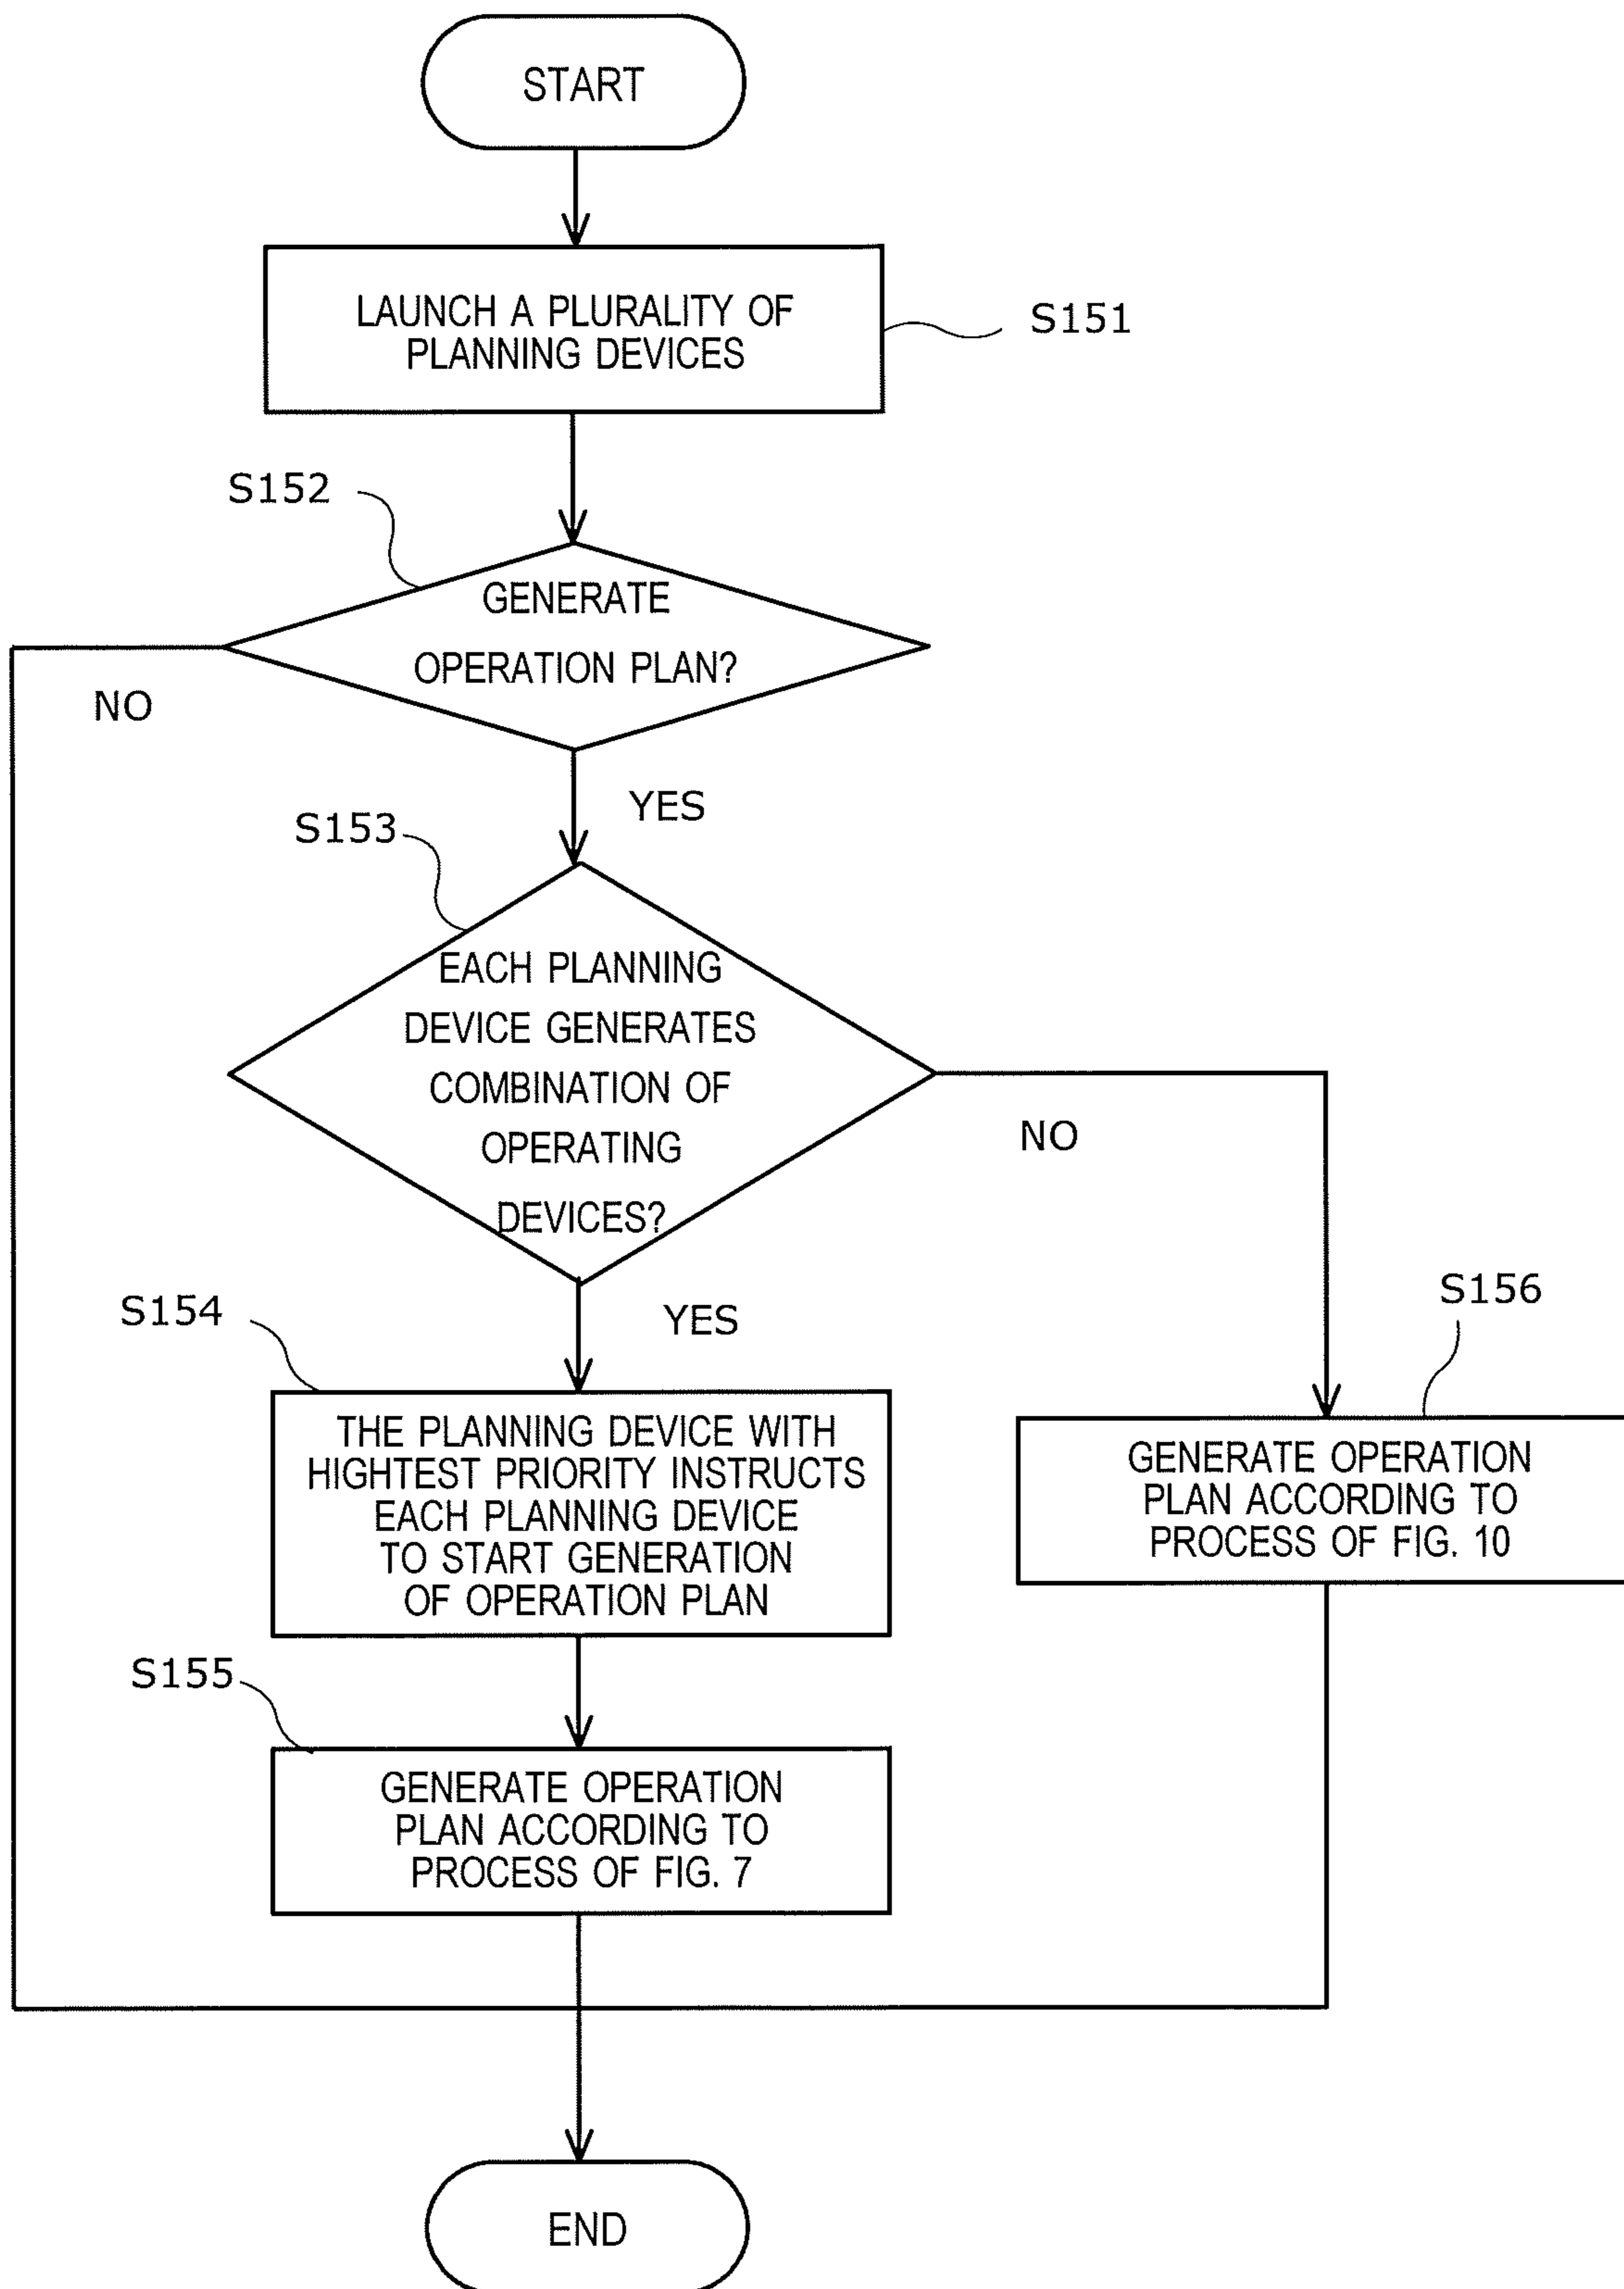 START
LAUNCH A PLURALITY OF
PLANNING DEVICES
S151
S152
GENERATE
OPERATION PLAN?
NO
YES
S153
EACH PLANNING
DEVICE GENERATES
COMBINATION OF
OPERATING
DEVICES?
NO
YES
S154
THE PLANNING DEVICE WITH
HIGHTEST PRIORITY INSTRUCTS
EACH PLANNING DEVICE
TO START GENERATION
OF OPERATION PLAN
S156
GENERATE OPERATION
PLAN ACCORDING TO
PROCESS OF FIG. 10
S155
GENERATE OPERATION
PLAN ACCORDING TO
PROCESS OF FIG. 7
END